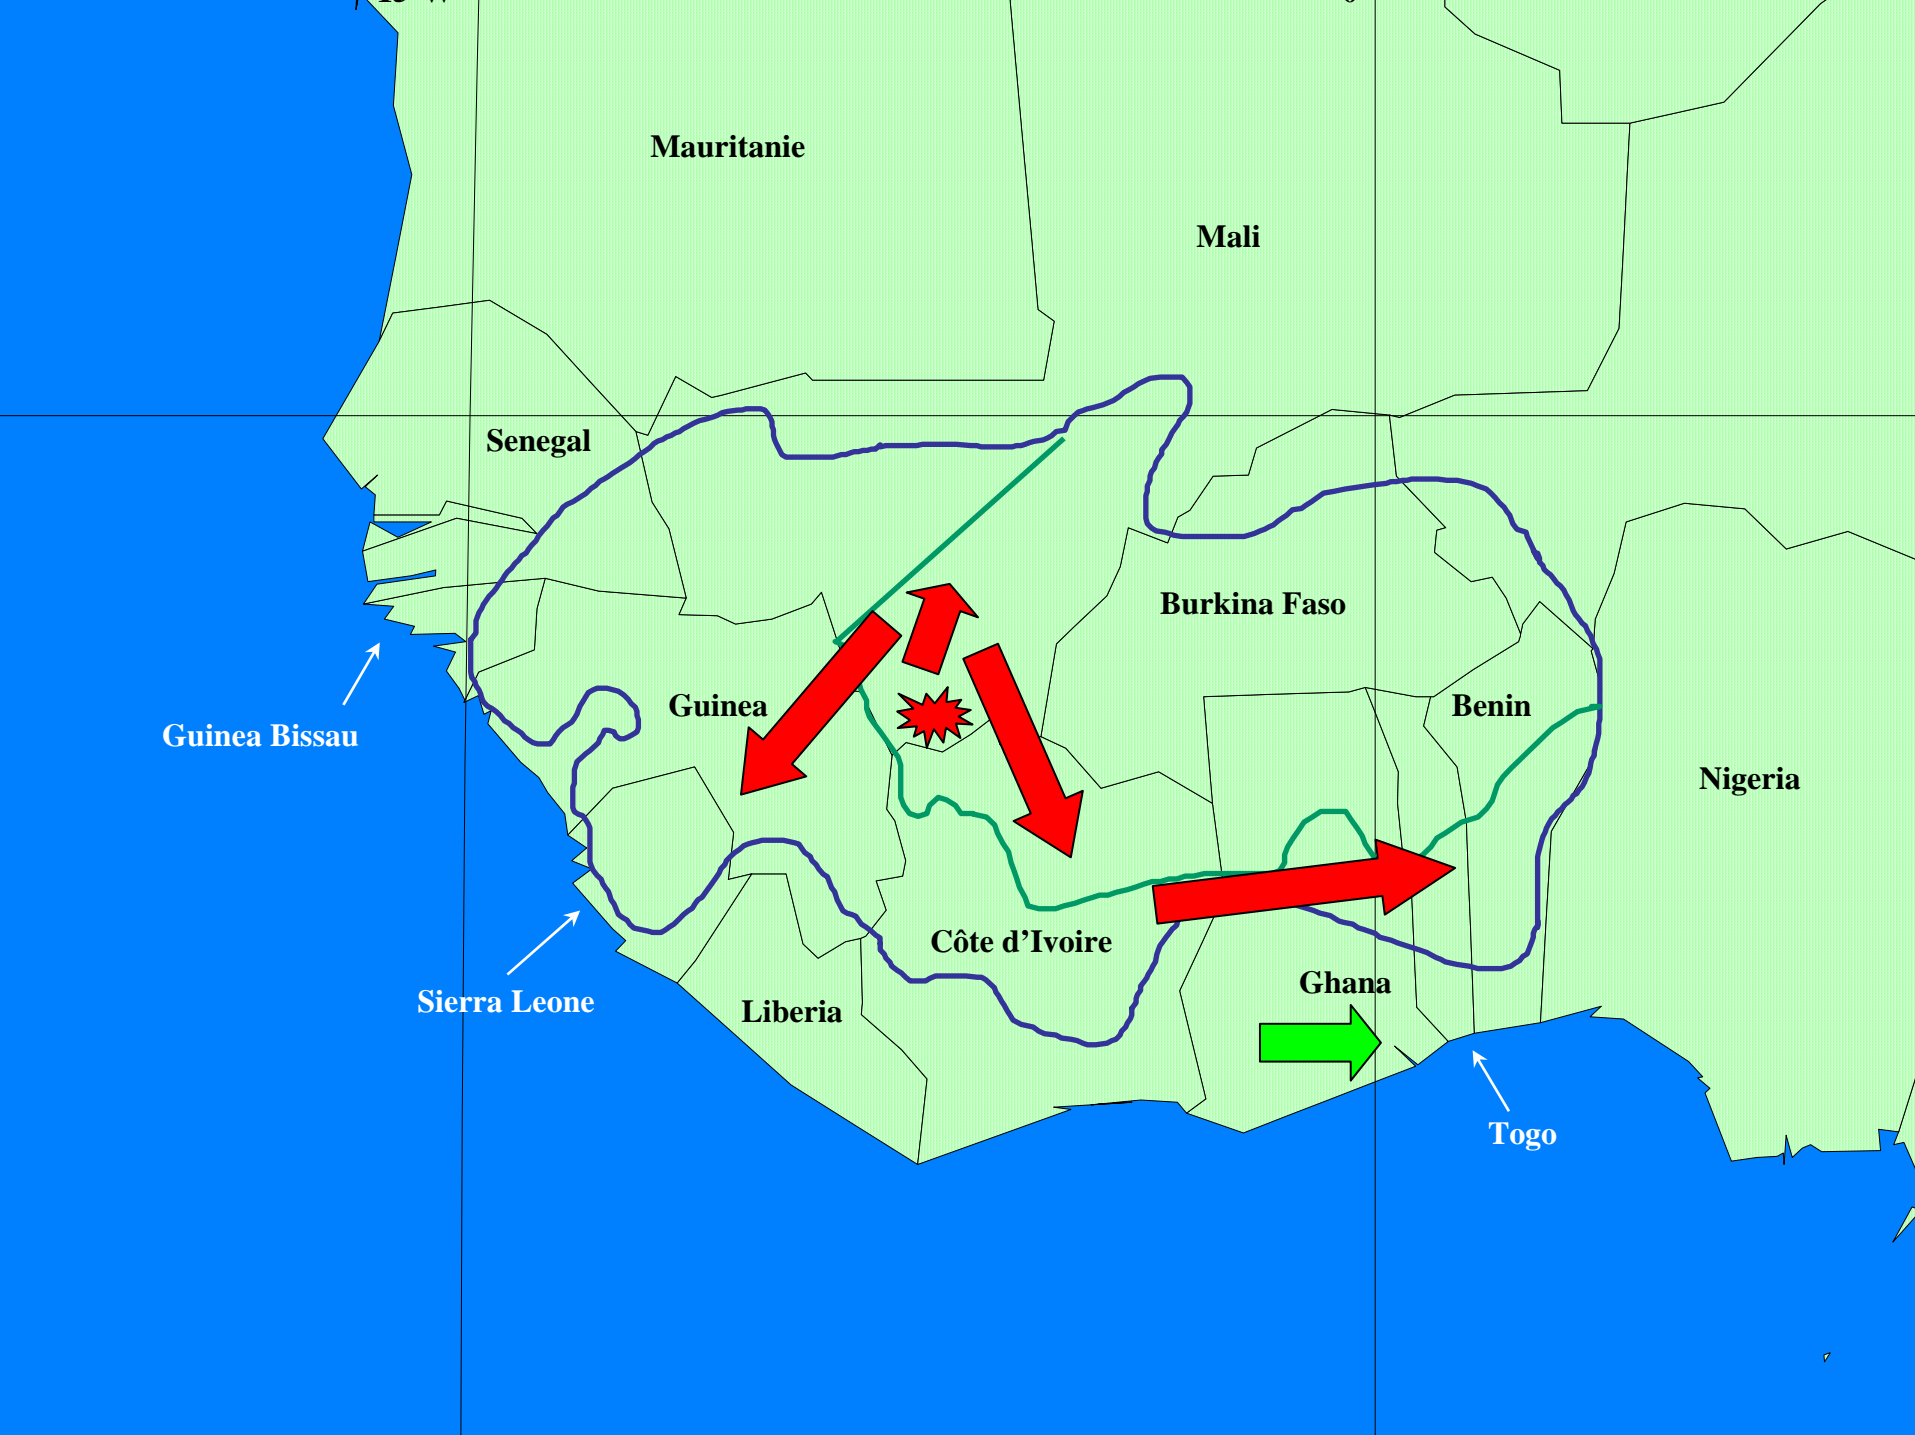 Mauritanie
Mali
Senegal
Burkina Faso
Guinea
Benin
Guinea Bissau
Nigeria
Côte d’Ivoire
Ghana
Sierra Leone
Liberia
Togo